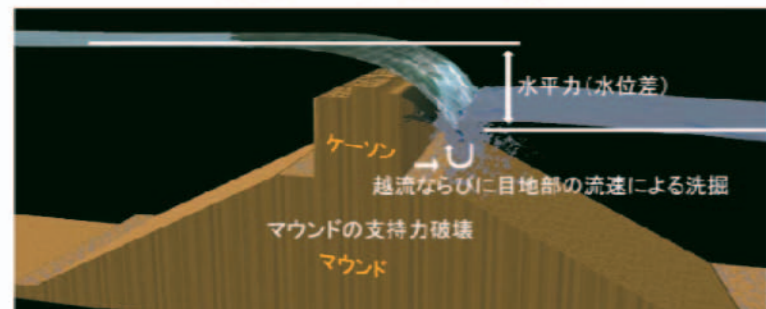 水平力(水位差)
ケーソン
越流ならびに目地部の流速による洗掘
マウンドの支持力破壊
マウンド